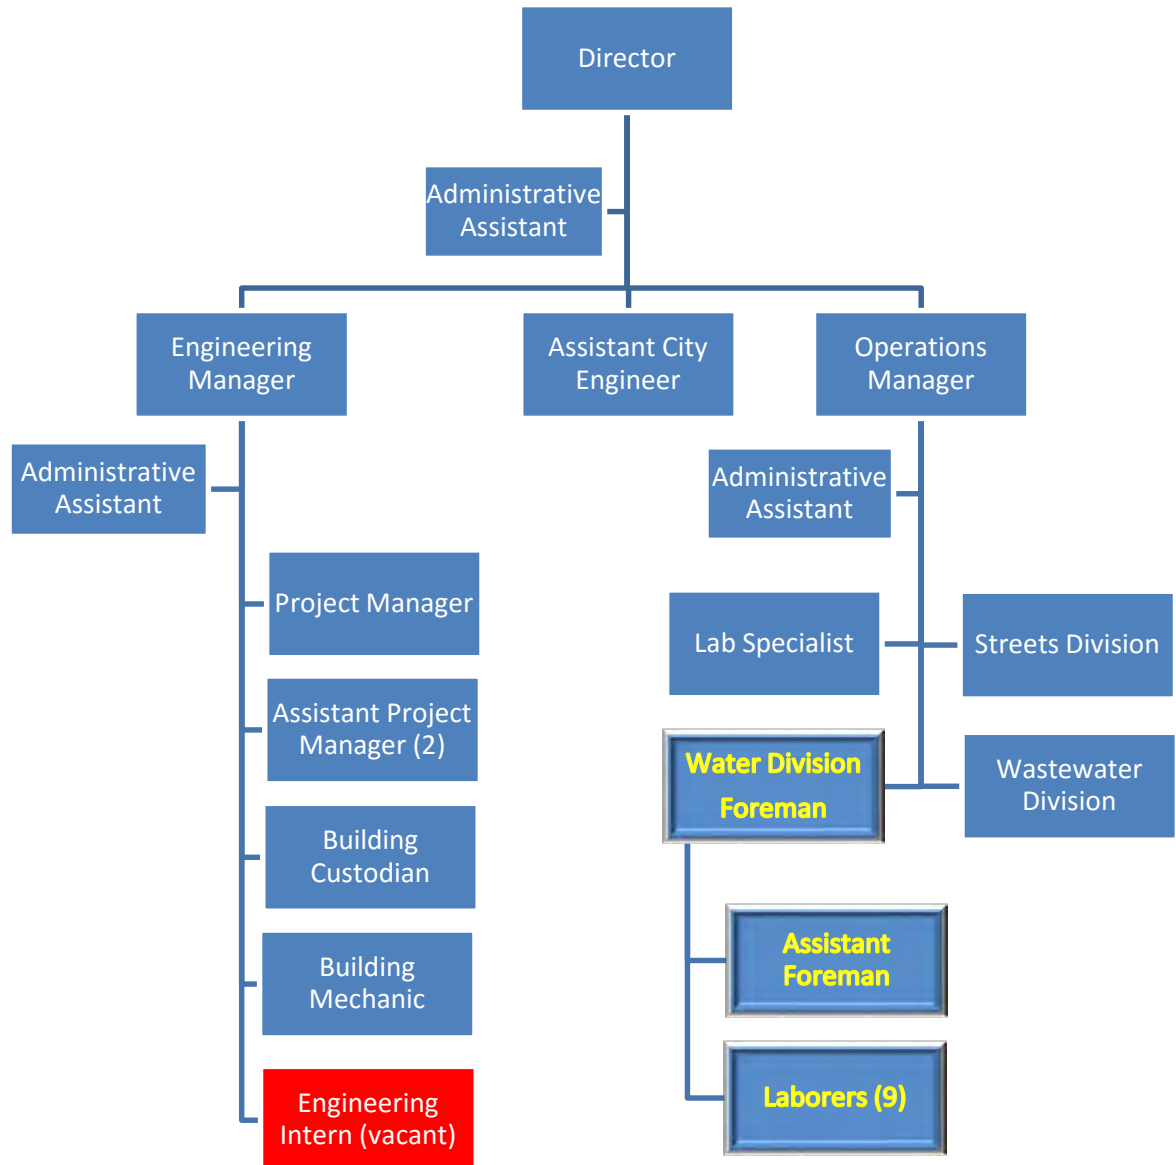 Director
Administrative
Assistant
Engineering
Manager
Assistant City
Engineer
Operations
Manager
Administrative
Assistant
Administrative
Assistant
Project Manager
Assistant Project
Manager (2)
Building
Custodian
Building
Mechanic
Engineering
Intern (vacant)
Lab Specialist
Streets Division
Water Division
Foreman
Wastewater
Division
Assistant
Foreman
Laborers (9)